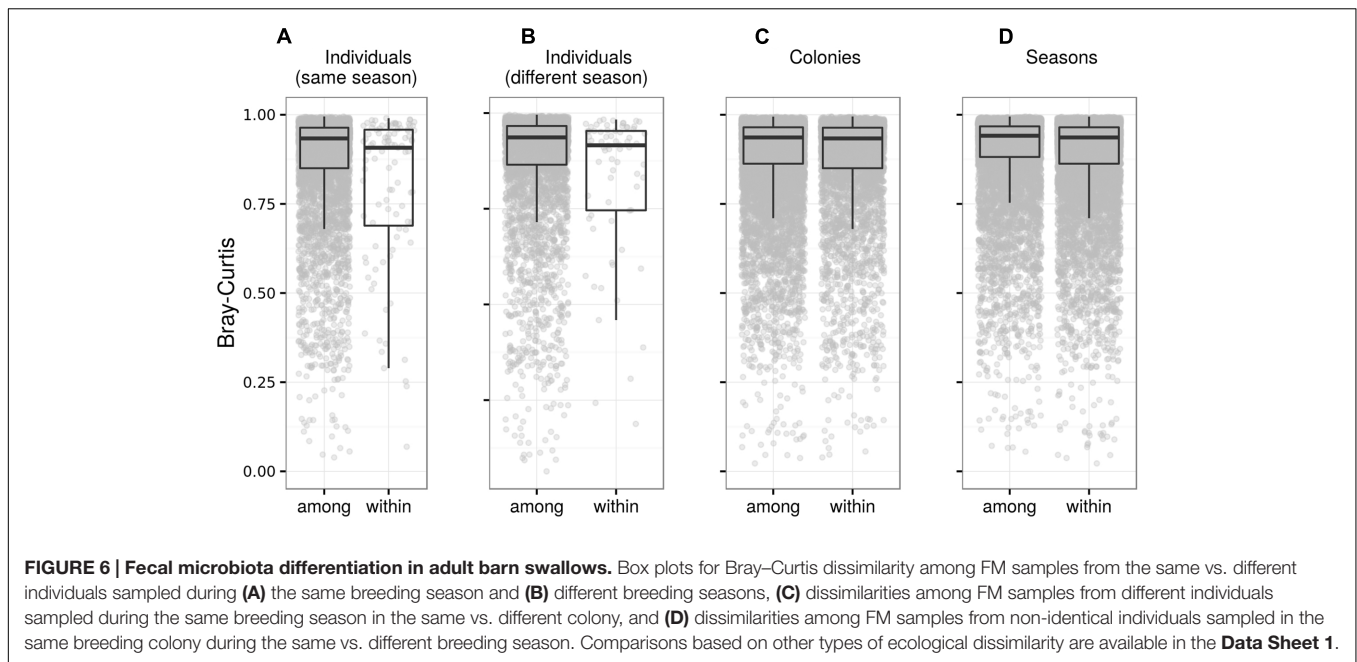 A
Individuals
(same season)
B
Individuals
(different season)
C
Colonies
D
Seasons
Bray-Curtis
1.00
0.75
0.50
0.25
0.00
among within
among within
among within
among within
FIGURE 6 | Fecal microbiota differentiation in adult barn swallows. Box plots for Bray–Curtis dissimilarity among FM samples from the same vs. different
individuals sampled during (A) the same breeding season and (B) different breeding seasons, (C) dissimilarities among FM samples from different individuals
sampled during the same breeding season in the same vs. different colony, and (D) dissimilarities among FM samples from non-identical individuals sampled in the
same breeding colony during the same vs. different breeding season. Comparisons based on other types of ecological dissimilarity are available in the Data Sheet 1.